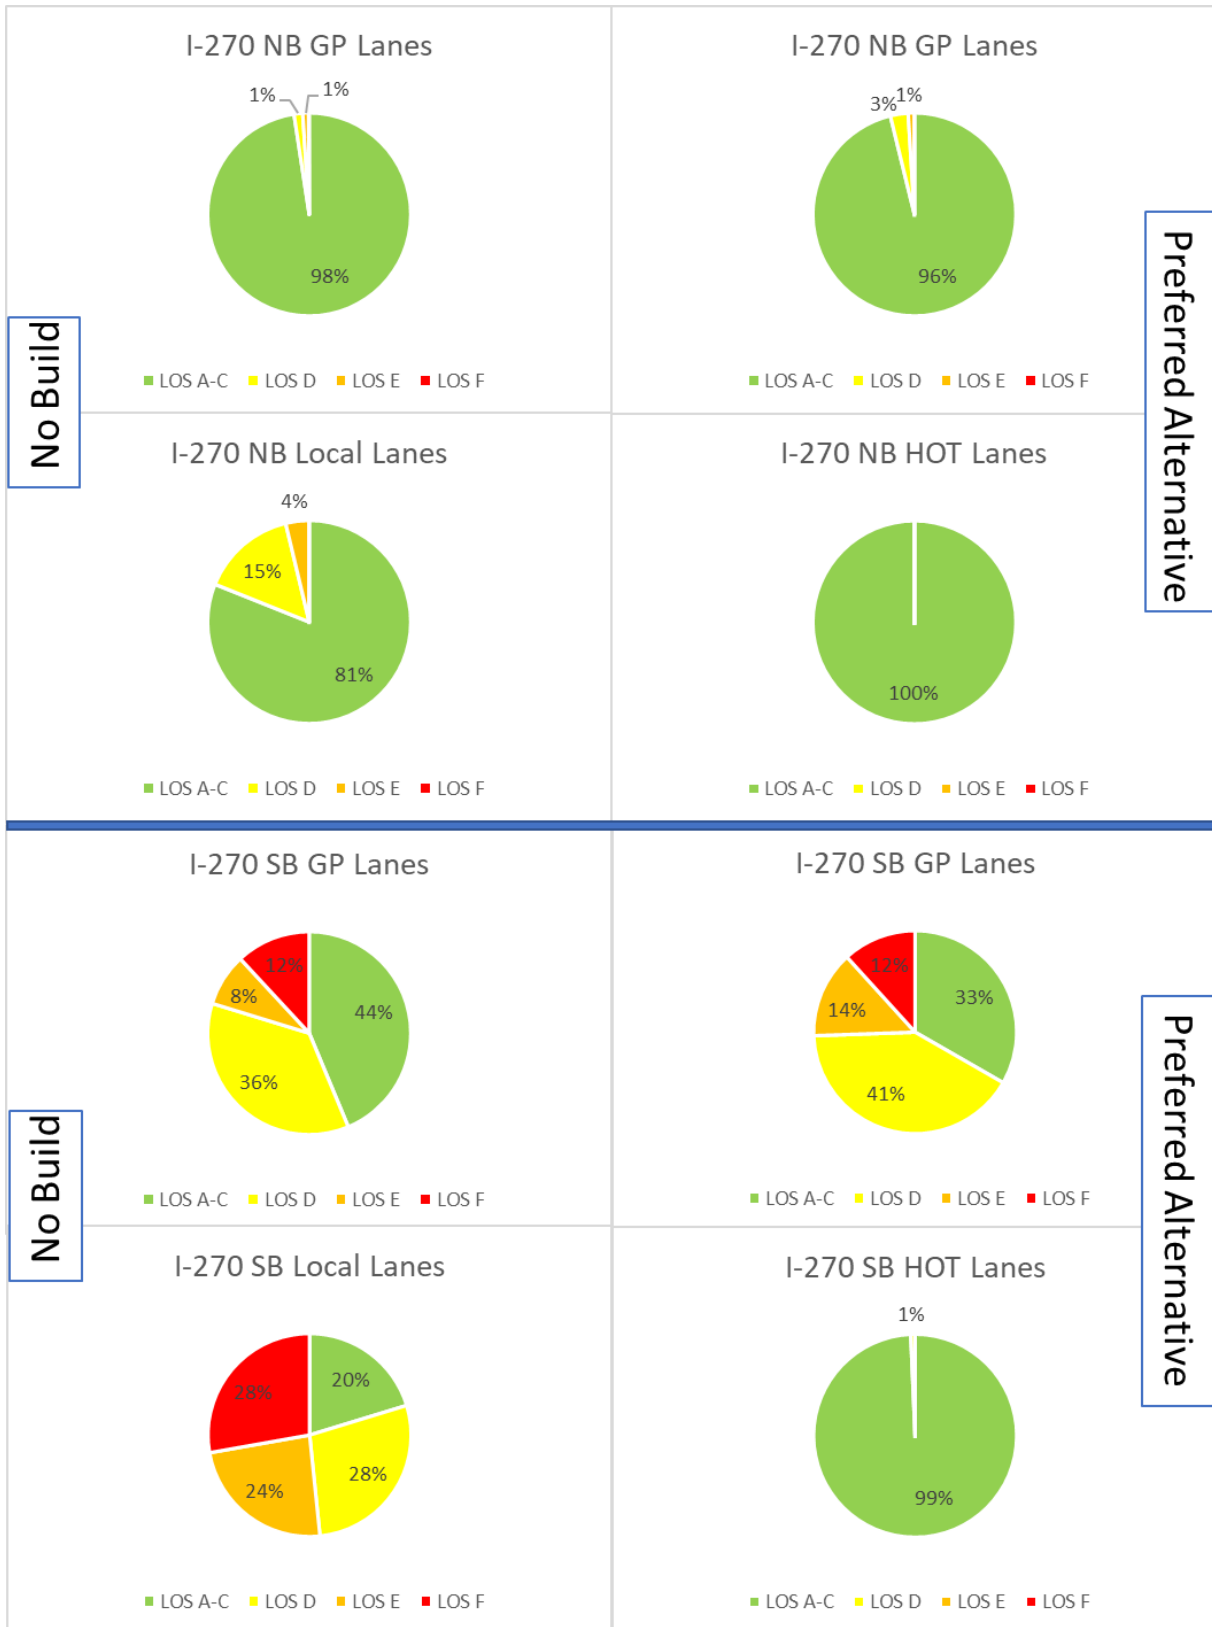 I-270 NB GP Lanes
1% 1%
98%
LOS A-C LOS D LOS E LOS F
I-270 NB GP Lanes
3% 1%
96%
LOS A-C LOS D LOS E LOS F
No Build
Preferred Alternative
I-270 NB Local Lanes
4%
15%
81%
LOS A-C LOS D LOS E LOS F
I-270 NB HOT Lanes
100%
LOS A-C LOS D LOS E LOS F
I-270 SB GP Lanes
12%
8%
44%
36%
LOS A-C LOS D LOS E LOS F
I-270 SB GP Lanes
12%
33%
14%
41%
LOS A-C LOS D LOS E LOS F
No Build
Preferred Alternative
I-270 SB Local Lanes
28%
20%
24%
28%
LOS A-C LOS D LOS E LOS F
I-270 SB HOT Lanes
1%
99%
LOS A-C LOS D LOS E LOS F